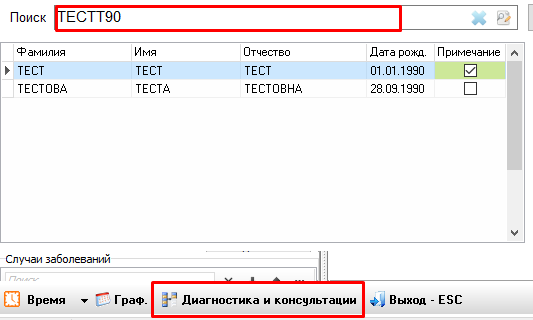 Поиск ТЕСТТ90
Фамилия Имя Отчество Дата рожд. Примечание
ТЕСТ ТЕСТ ТЕСТ 01.01.1990
ТЕСТОВА ТЕСТА ТЕСТОВНА 28.09.1990
Случаи заболеваний
Поиск
Время Граф. Диагностика и консультации Выход - ESC